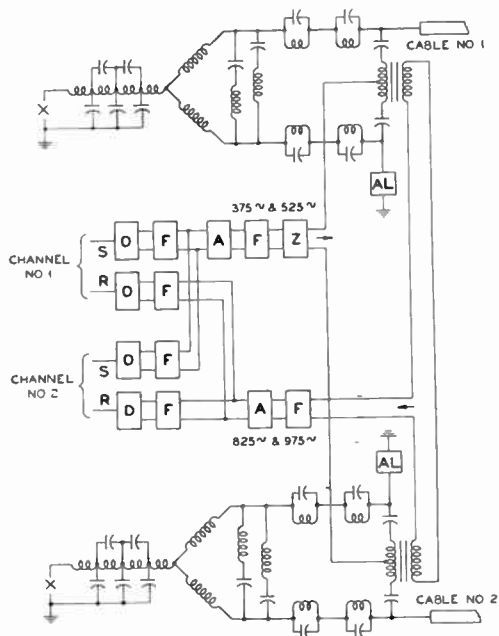 CABLE NO 1
AL
375~ & 525~
O F A F Z
CHANNEL NO 1
S
R
O F
CHANNEL NO 2
S
O F
R
D F A F
825~ & 975~
AL
CABLE NO 2